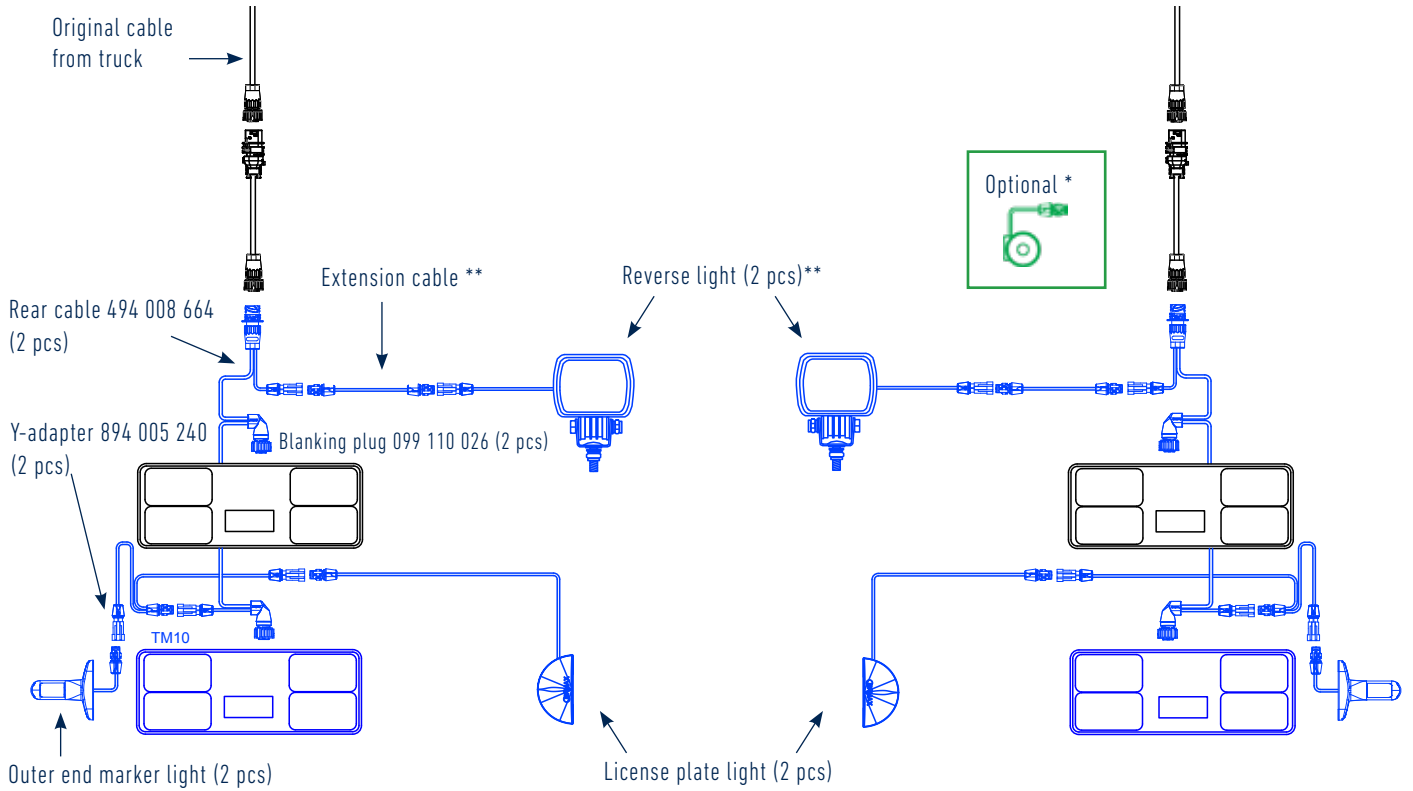 Original cable
from truck
Optional *
Extension cable **
Reverse light (2 pcs)**
Rear cable 494 008 664
(2 pcs)
Y-adapter 894 005 240
(2 pcs)
Blanking plug 099 110 026 (2 pcs)
TM10
Outer end marker light (2 pcs)
License plate light (2 pcs)